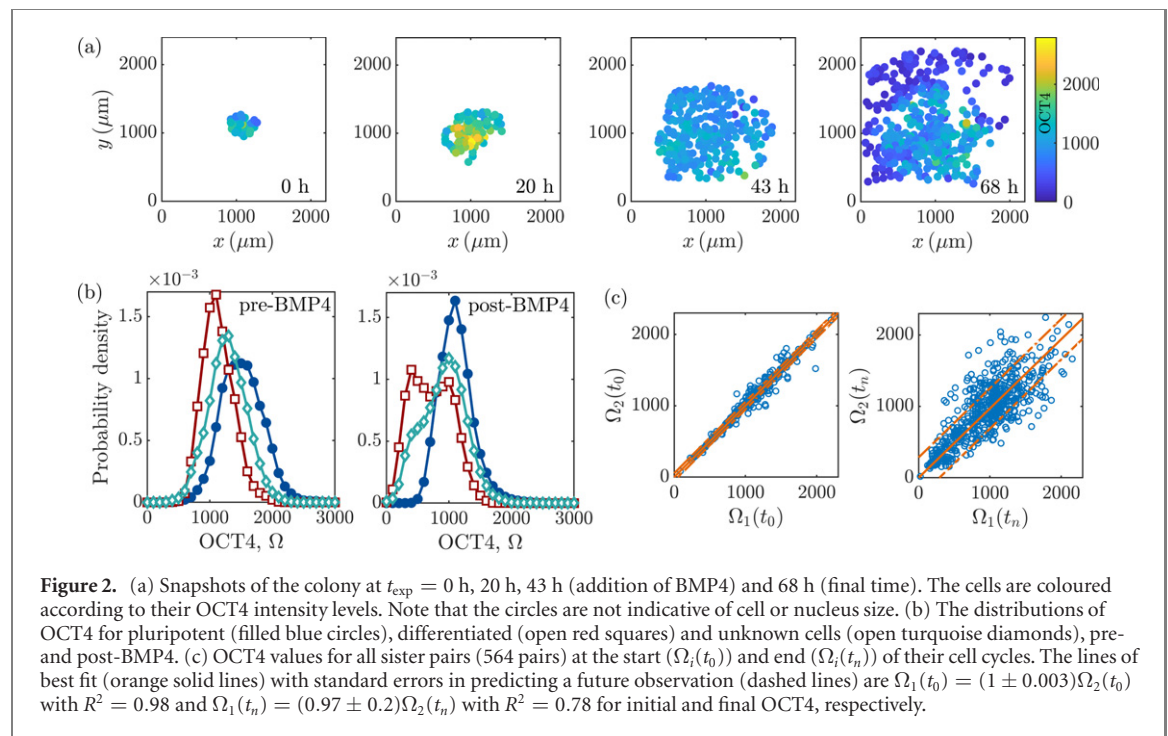 (a)
2200
1000
0
y (μm)
0 1000 2000
x (μm)
0 h
2200
1000
0
0 1000 2000
x (μm)
20 h
2200
1000
0
0 1000 2000
x (μm)
43 h
2200
1000
0
0 1000 2000
x (μm)
68 h
2000
1000
0
OCT4
(b)
×10⁻³
pre-BMP4
1.5
1
0.5
0
Probability density
0 1000 2000 3000
OCT4, Ω
×10⁻³
post-BMP4
1.5
1
0.5
0
0 1000 2000 3000
OCT4, Ω
(c)
2000
1000
0
Ω₂(t₀)
0 1000 2000
Ω₁(t₀)
2000
1000
0
Ω₂(tₙ)
0 1000 2000
Ω₁(tₙ)
Figure 2. (a) Snapshots of the colony at t_exp = 0 h, 20 h, 43 h (addition of BMP4) and 68 h (final time). The cells are coloured
according to their OCT4 intensity levels. Note that the circles are not indicative of cell or nucleus size. (b) The distributions of
OCT4 for pluripotent (filled blue circles), differentiated (open red squares) and unknown cells (open turquoise diamonds), pre-
and post-BMP4. (c) OCT4 values for all sister pairs (564 pairs) at the start (Ωᵢ(t₀)) and end (Ωᵢ(tₙ)) of their cell cycles. The lines of
best fit (orange solid lines) with standard errors in predicting a future observation (dashed lines) are Ω₁(t₀) = (1 ± 0.003)Ω₂(t₀)
with R² = 0.98 and Ω₁(tₙ) = (0.97 ± 0.2)Ω₂(tₙ) with R² = 0.78 for initial and final OCT4, respectively.